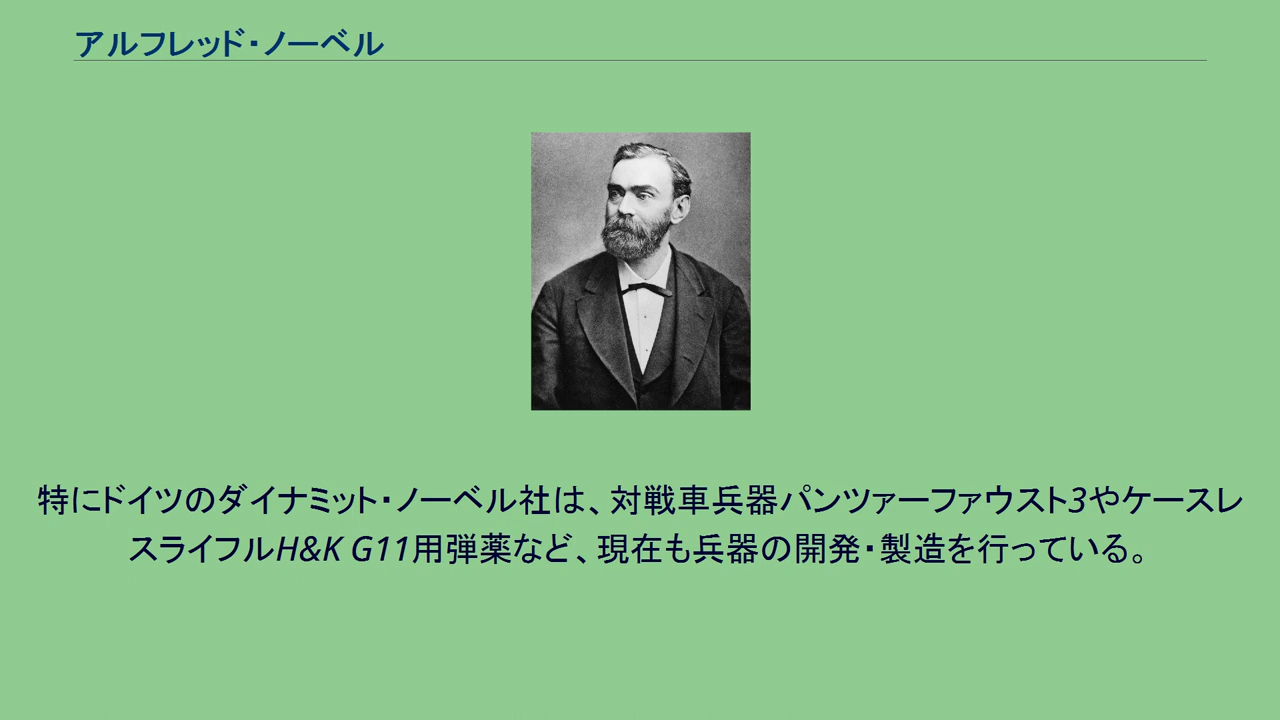 アルフレッド・ノーベル
特にドイツのダイナミット・ノーベル社は、対戦車兵器パンツァーファウスト3やケースレ
スライフルH&K G11用弾薬など、現在も兵器の開発・製造を行っている。